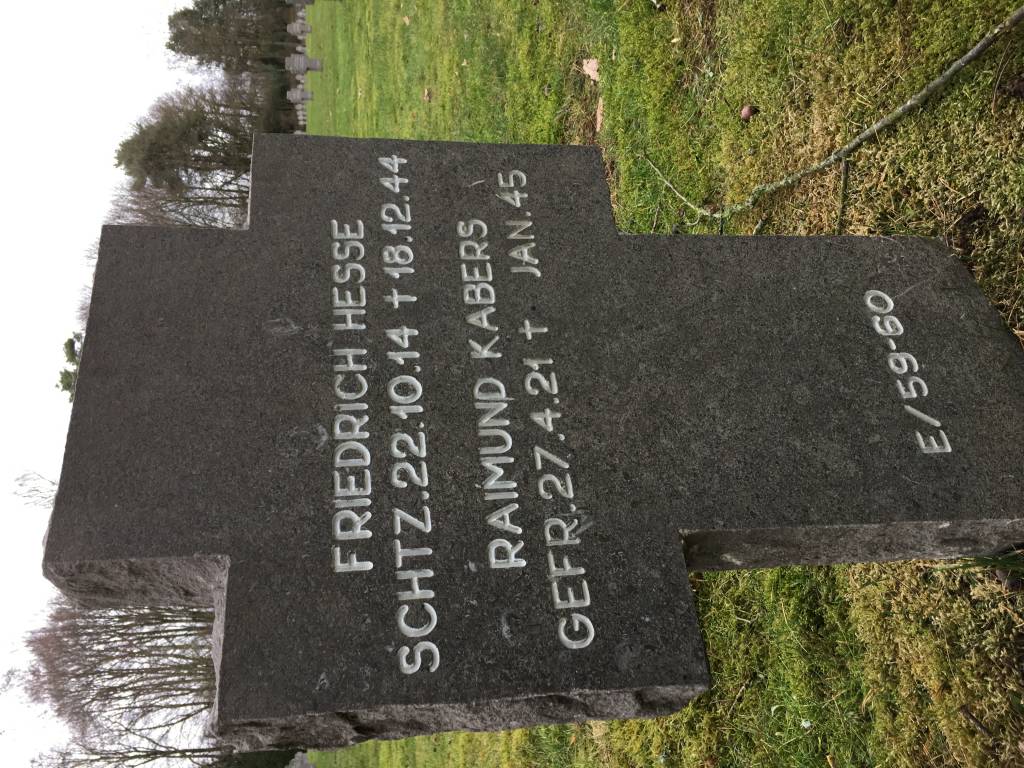 FRIEDRICH HESSE
SCHTZ.22.10.14 † 18.12.44
RAIMUND KABERS
GEFR.27.4.21 † JAN.45
E/59-60